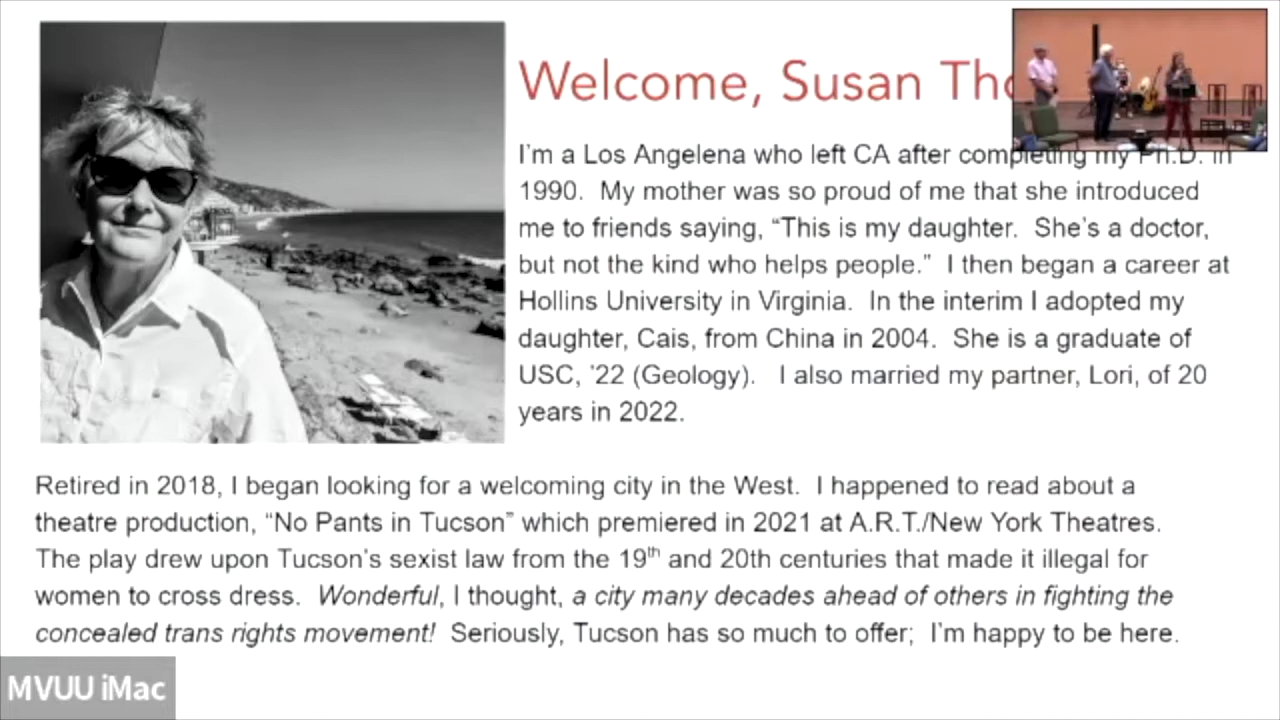 Welcome, Susan
I'm a Los Angelena who left CA after completing my Ph.D. in
1990.  My mother was so proud of me that she introduced
me to friends saying, “This is my daughter.  She's a doctor,
but not the kind who helps people.”  I then began a career at
Hollins University in Virginia.  In the interim I adopted my
daughter, Cais, from China in 2004.  She is a graduate of
USC, '22 (Geology).   I also married my partner, Lori, of 20
years in 2022.
Retired in 2018, I began looking for a welcoming city in the West.  I happened to read about a
theatre production, “No Pants in Tucson” which premiered in 2021 at A.R.T./New York Theatres.
The play drew upon Tucson's sexist law from the 19th and 20th centuries that made it illegal for
women to cross dress.  Wonderful, I thought, a city many decades ahead of others in fighting the
concealed trans rights movement!  Seriously, Tucson has so much to offer;  I'm happy to be here.
MVUU iMac